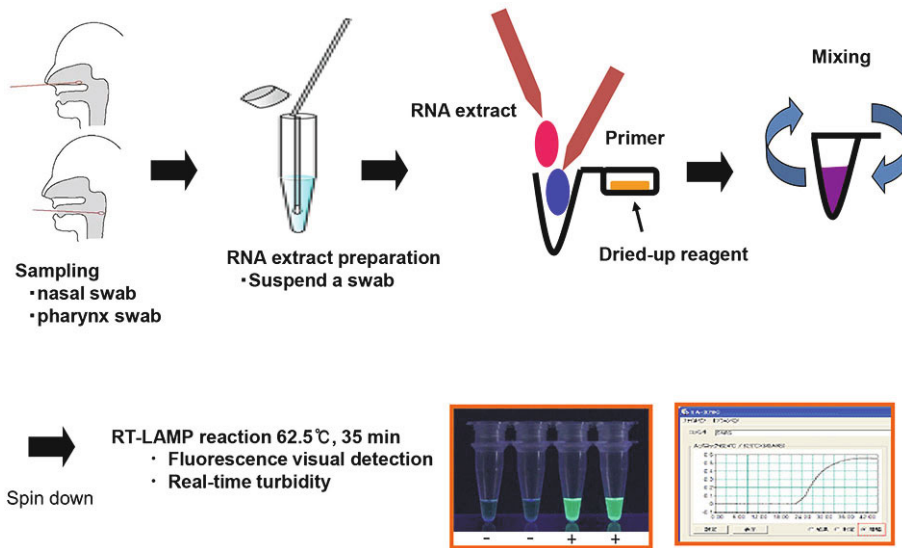 Mixing
RNA extract
Primer
Dried-up reagent
RNA extract preparation
・Suspend a swab
Sampling
・nasal swab
・pharynx swab
RT-LAMP reaction 62.5℃, 35 min
・ Fluorescence visual detection
・ Real-time turbidity
Spin down
- - + +